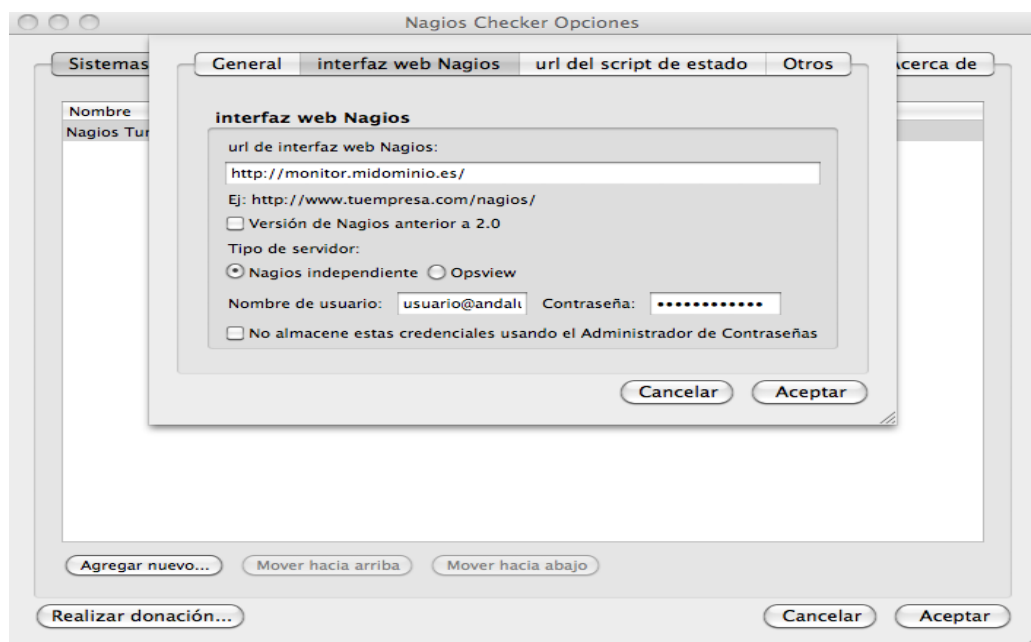 Nagios Checker Opciones
Sistemas
General interfaz web Nagios url del script de estado Otros
Acerca de
Nombre
Nagios Tur
interfaz web Nagios
url de interfaz web Nagios:
http://monitor.midominio.es/
Ej: http://www.tuempresa.com/nagios/
Versión de Nagios anterior a 2.0
Tipo de servidor:
Nagios independiente Opsview
Nombre de usuario: usuario@andalu Contraseña: ••••••••••••
No almacene estas credenciales usando el Administrador de Contraseñas
Cancelar Aceptar
Agregar nuevo... Mover hacia arriba Mover hacia abajo
Realizar donación... Cancelar Aceptar